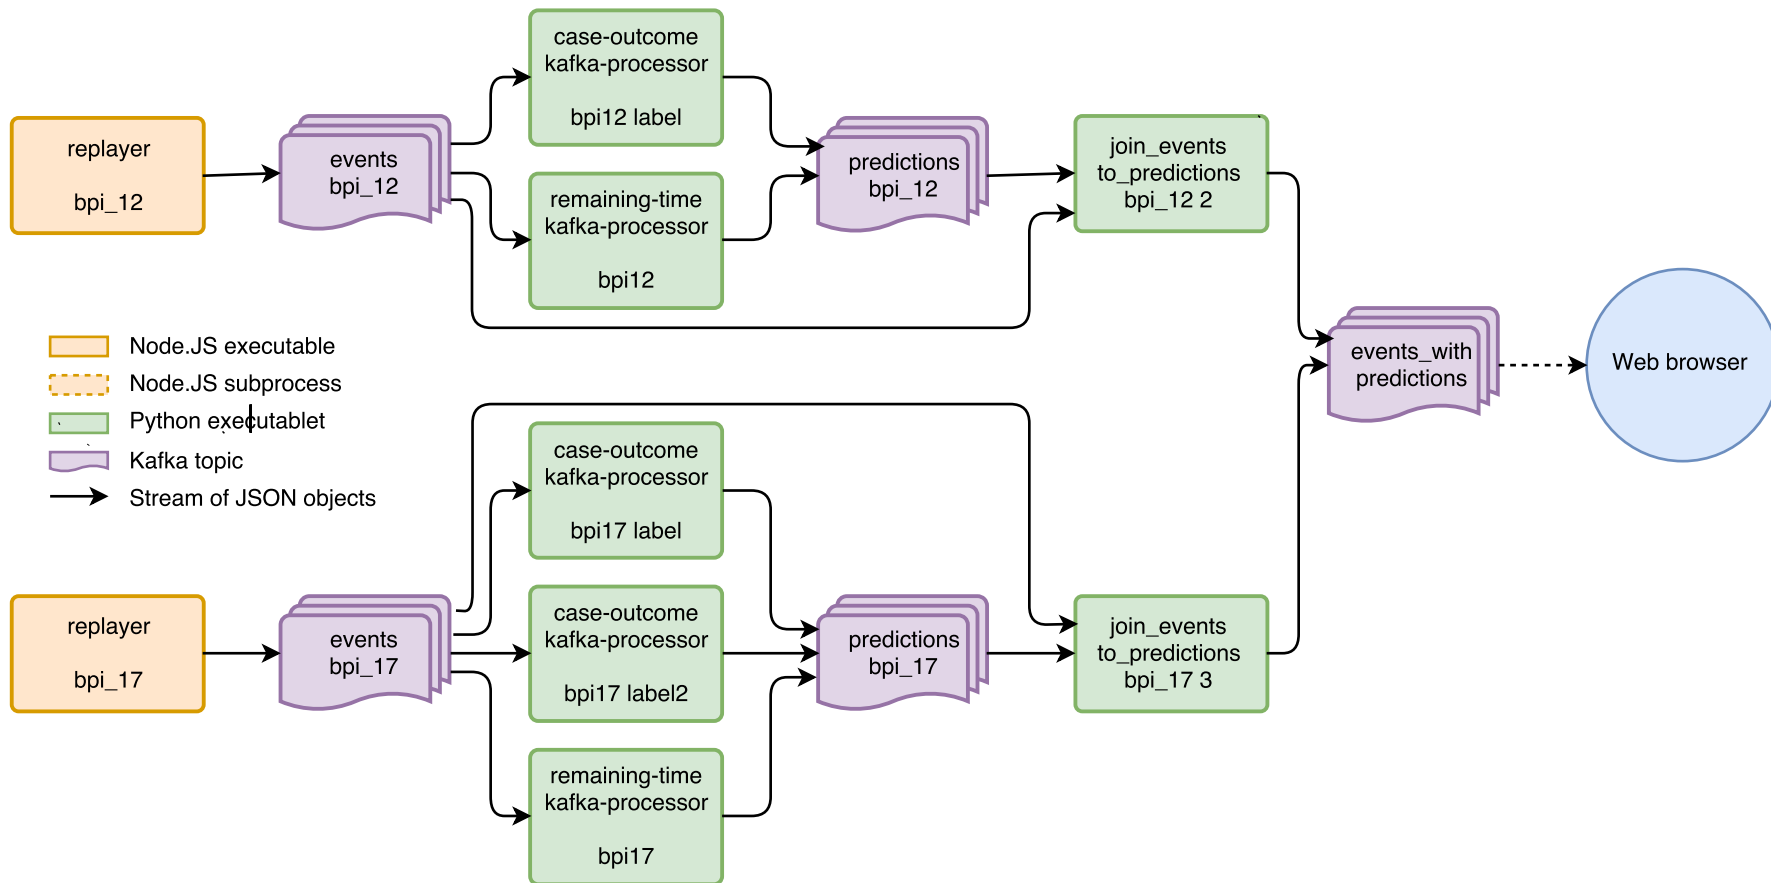 case-outcome
kafka-processor
bpi12 label
replayer
bpi_12
events
bpi_12
predictions
bpi_12
join_events
to_predictions
bpi_12 2
remaining-time
kafka-processor
bpi12
Node.JS executable
Node.JS subprocess
Python executablet
Kafka topic
Stream of JSON objects
events_with
predictions
Web browser
case-outcome
kafka-processor
bpi17 label
replayer
bpi_17
events
bpi_17
case-outcome
kafka-processor
bpi17 label2
predictions
bpi_17
join_events
to_predictions
bpi_17 3
remaining-time
kafka-processor
bpi17